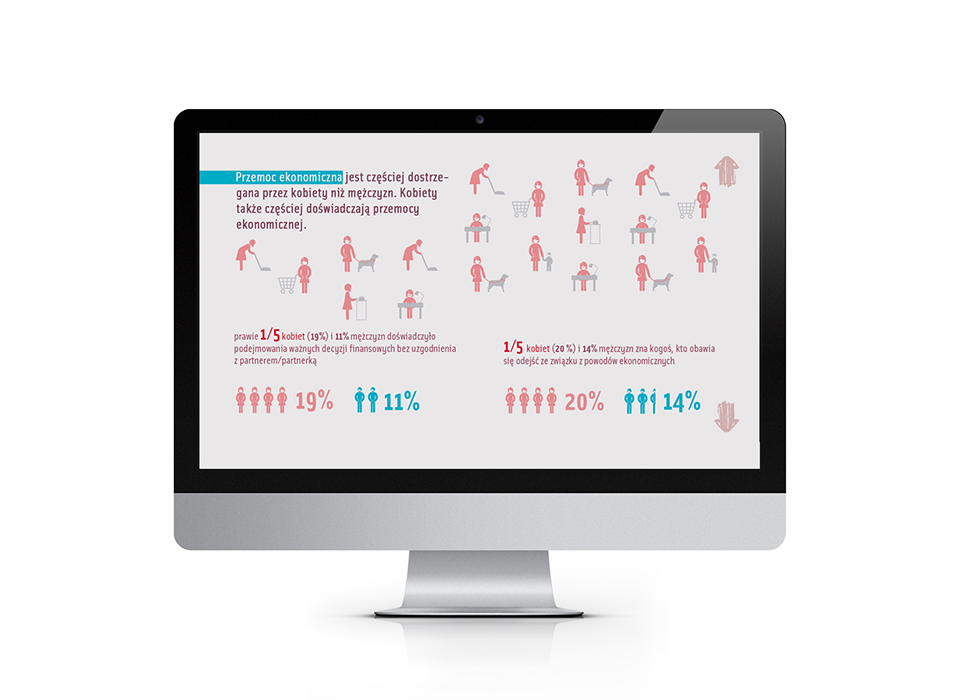 Przemoc ekonomiczna jest częściej dostrze-
gana przez kobiety niż mężczyzn. Kobiety
także częściej doświadczają przemocy
ekonomicznej.
prawie 1/5 kobiet (19%) i 11% mężczyzn doświadczyło
podejmowania ważnych decyzji finansowych bez uzgodnienia
z partnerem/partnerką
19% 11%
1/5 kobiet (20 %) i 14% mężczyzn zna kogoś, kto obawia
się odejść ze związku z powodów ekonomicznych
20% 14%